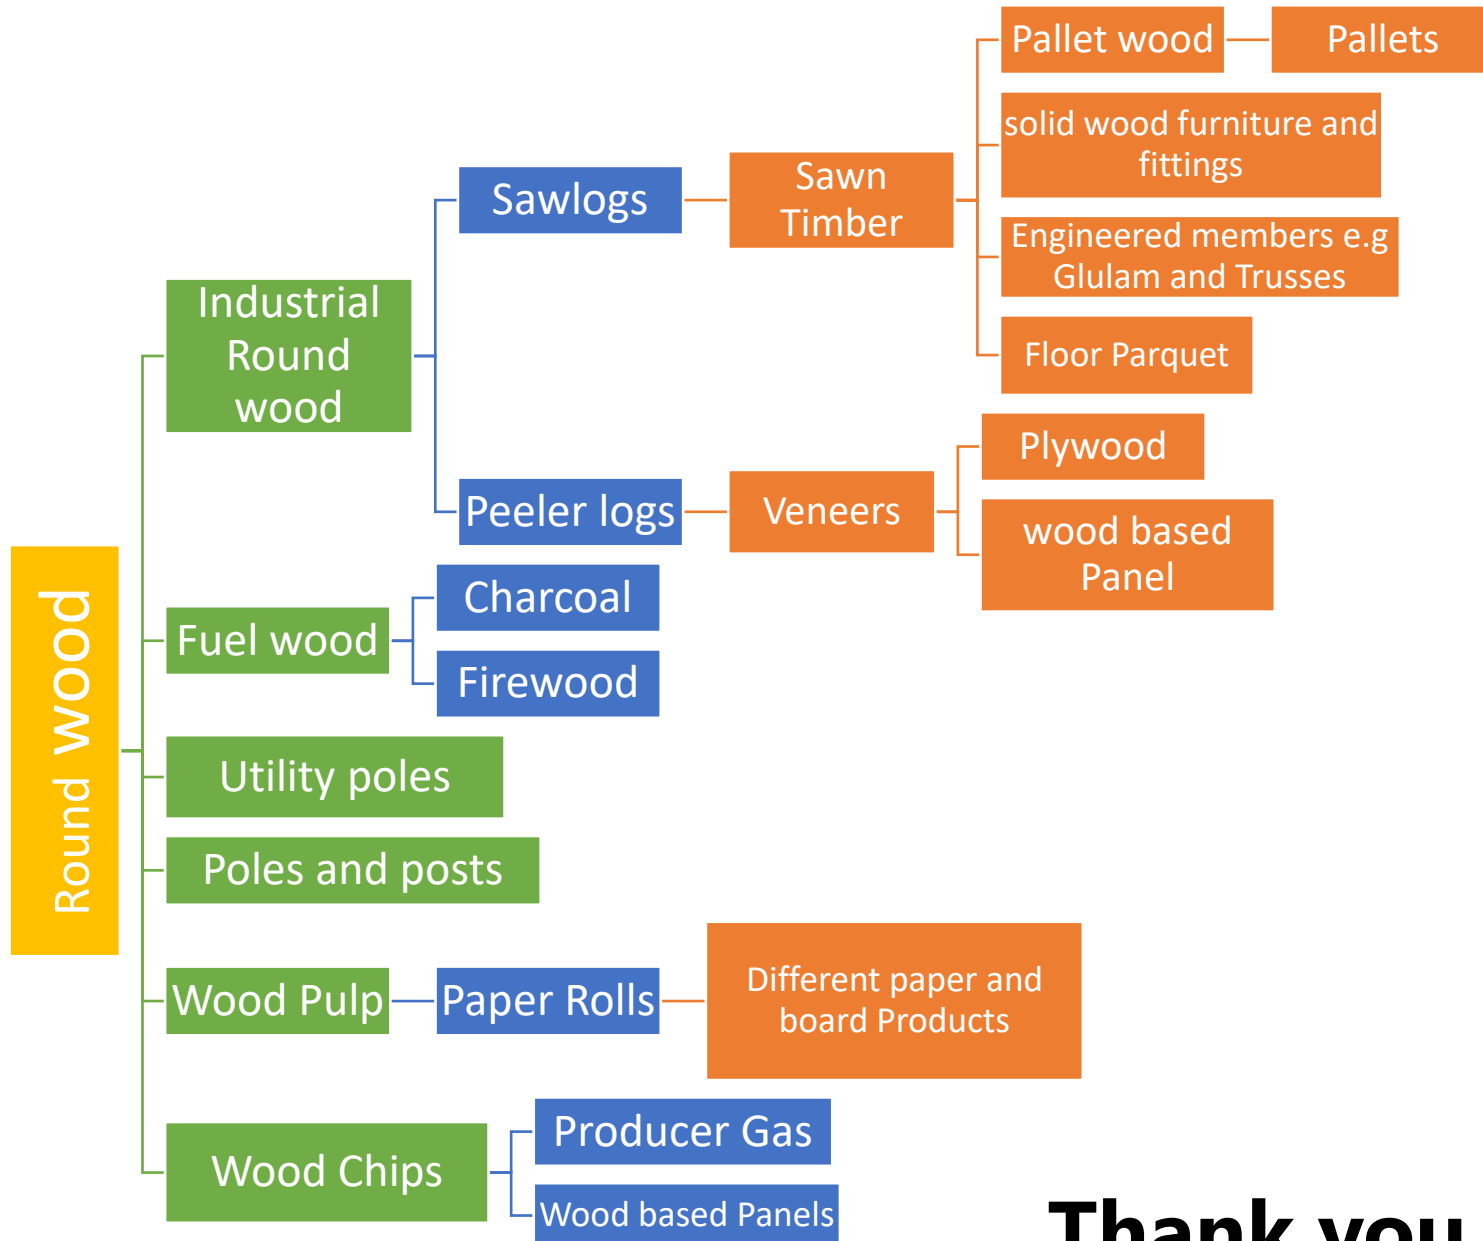 Round wood
Industrial
Round
wood
Sawlogs
Sawn
Timber
Pallet wood
Pallets
solid wood furniture and
fittings
Engineered members e.g
Glulam and Trusses
Floor Parquet
Peeler logs
Veneers
Plywood
wood based
Panel
Fuel wood
Charcoal
Firewood
Utility poles
Poles and posts
Wood Pulp
Paper Rolls
Different paper and
board Products
Wood Chips
Producer Gas
Wood based Panels
Thank you